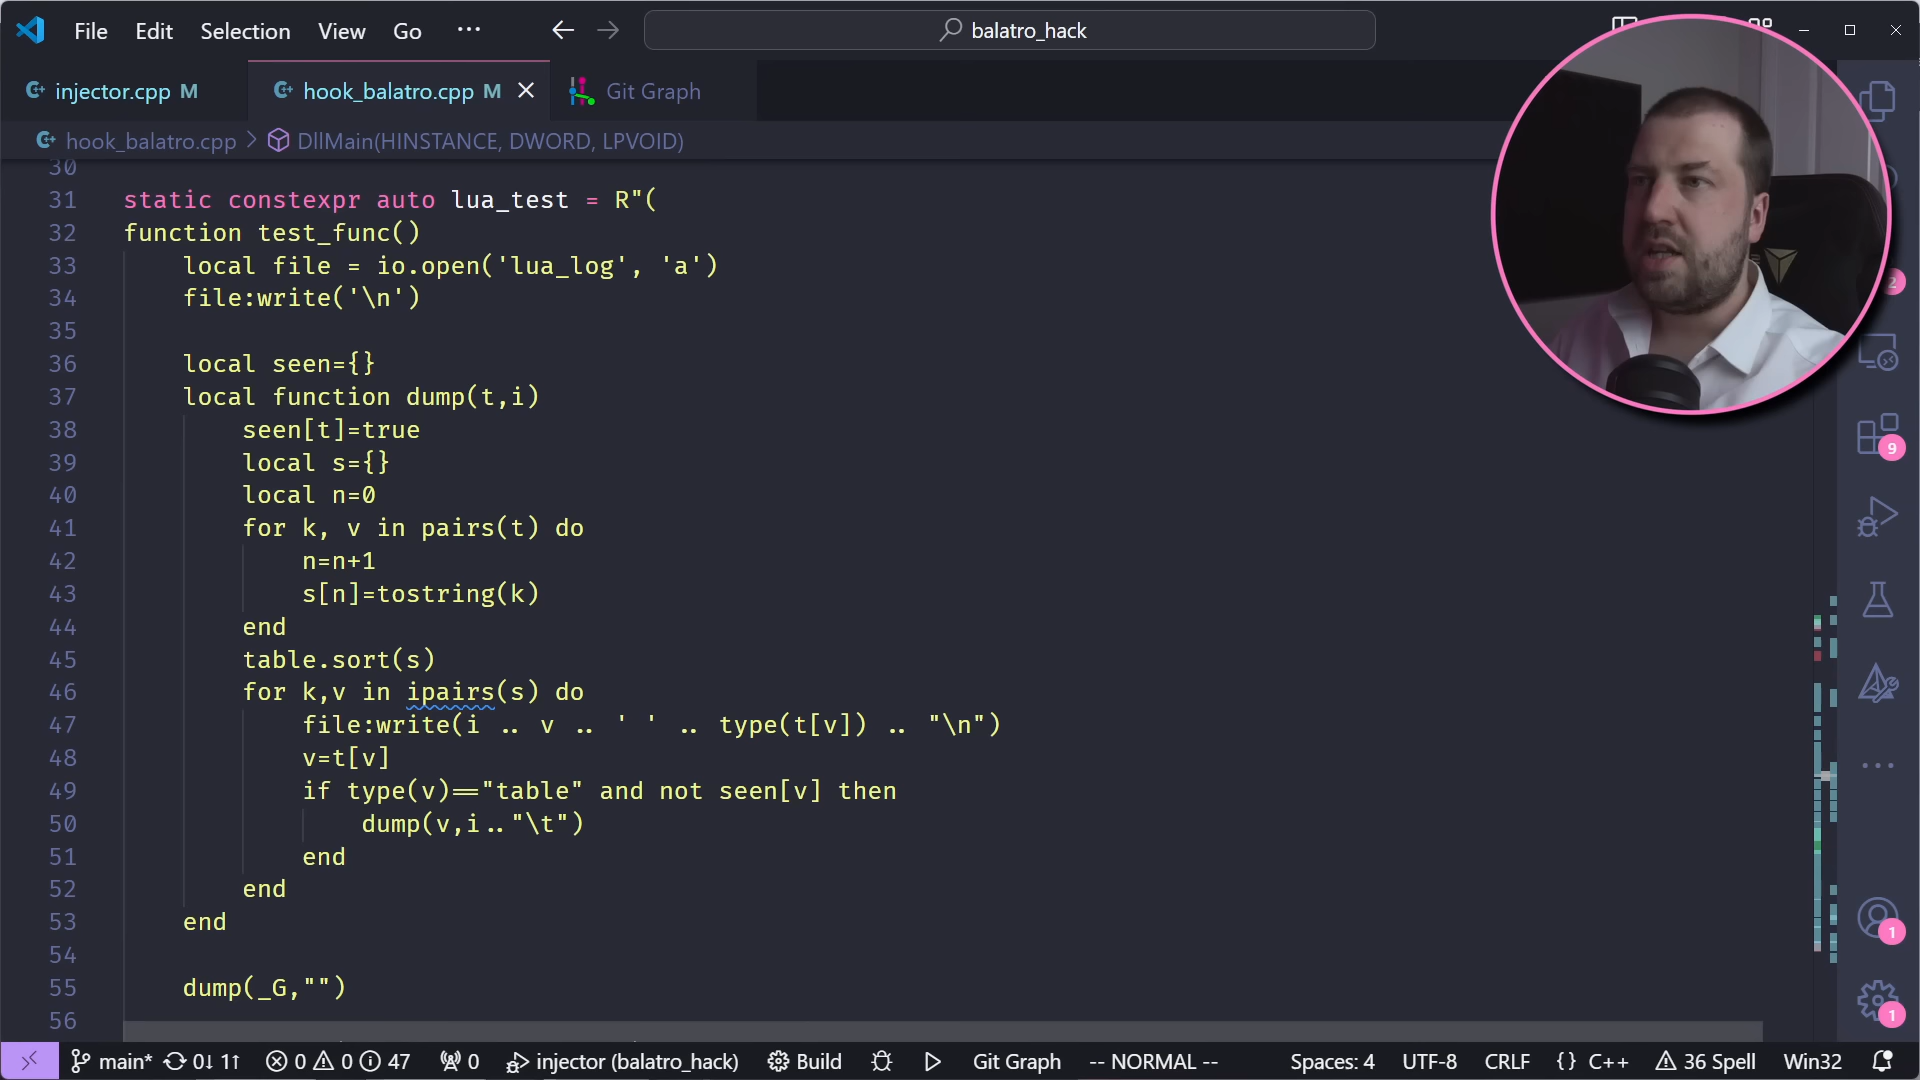 File Edit Selection View Go ··· balatro_hack
injector.cpp M hook_balatro.cpp M Git Graph
hook_balatro.cpp > DllMain(HINSTANCE, DWORD, LPVOID)
30
31 static constexpr auto lua_test = R"(
32 function test_func()
33 local file = io.open('lua_log', 'a')
34 file:write('\n')
35
36 local seen={}
37 local function dump(t,i)
38 seen[t]=true
39 local s={}
40 local n=0
41 for k, v in pairs(t) do
42 n=n+1
43 s[n]=tostring(k)
44 end
45 table.sort(s)
46 for k,v in ipairs(s) do
47 file:write(i .. v .. ' ' .. type(t[v]) .. "\n")
48 v=t[v]
49 if type(v)=="table" and not seen[v] then
50 dump(v,i.."\t")
51 end
52 end
53 end
54
55 dump(_G,"")
56
2
9
1
1
main* 0↓ 1↑ 0 0 47 0 injector (balatro_hack) Build Git Graph -- NORMAL -- Spaces: 4 UTF-8 CRLF {} C++ 36 Spell Win32